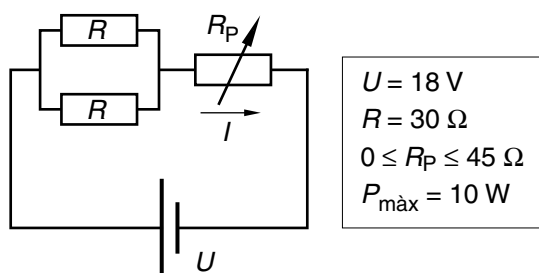 R
R
R_P
I
U
U = 18 V
R = 30 Ω
0 ≤ R_P ≤ 45 Ω
P_màx = 10 W